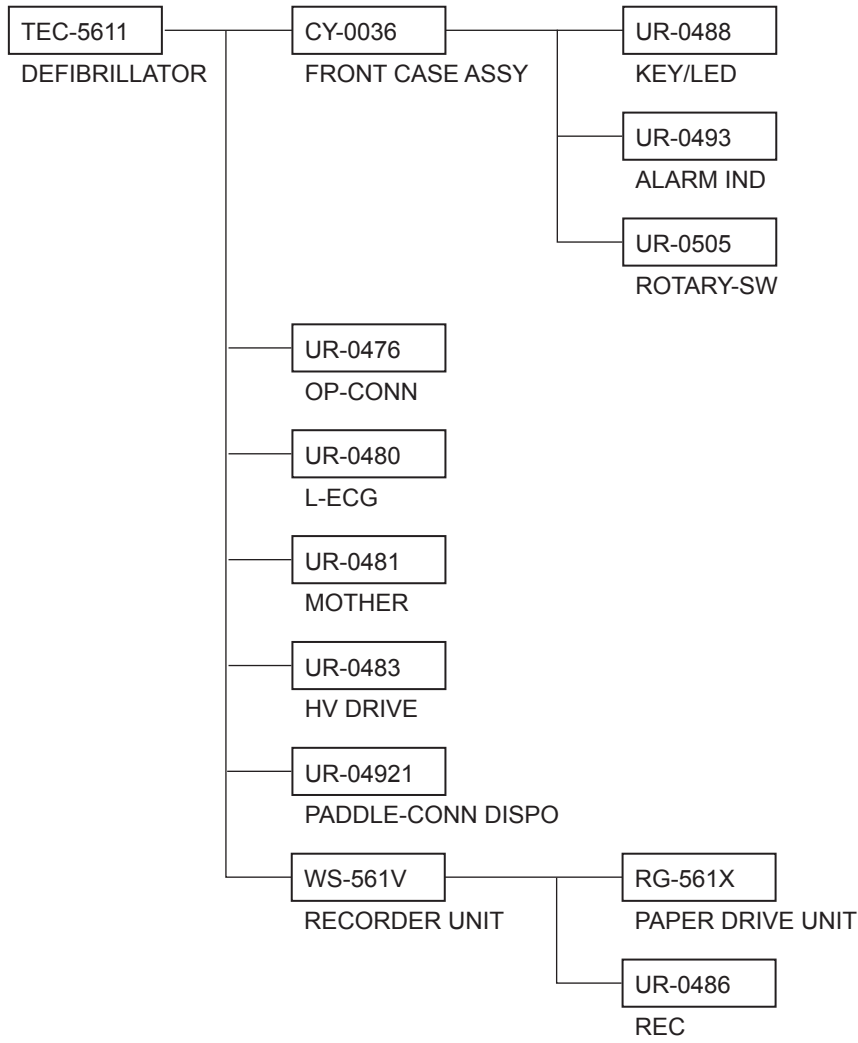 TEC-5611
DEFIBRILLATOR
CY-0036
FRONT CASE ASSY
UR-0488
KEY/LED
UR-0493
ALARM IND
UR-0505
ROTARY-SW
UR-0476
OP-CONN
UR-0480
L-ECG
UR-0481
MOTHER
UR-0483
HV DRIVE
UR-04921
PADDLE-CONN DISPO
WS-561V
RECORDER UNIT
RG-561X
PAPER DRIVE UNIT
UR-0486
REC